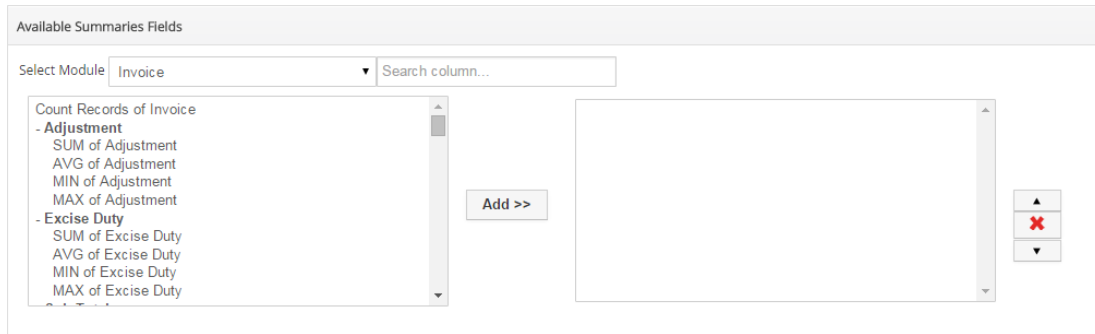 Available Summaries Fields
Select Module Invoice Search column...
Count Records of Invoice
- Adjustment
SUM of Adjustment
AVG of Adjustment
MIN of Adjustment
MAX of Adjustment
- Excise Duty
SUM of Excise Duty
AVG of Excise Duty
MIN of Excise Duty
MAX of Excise Duty
Add >>